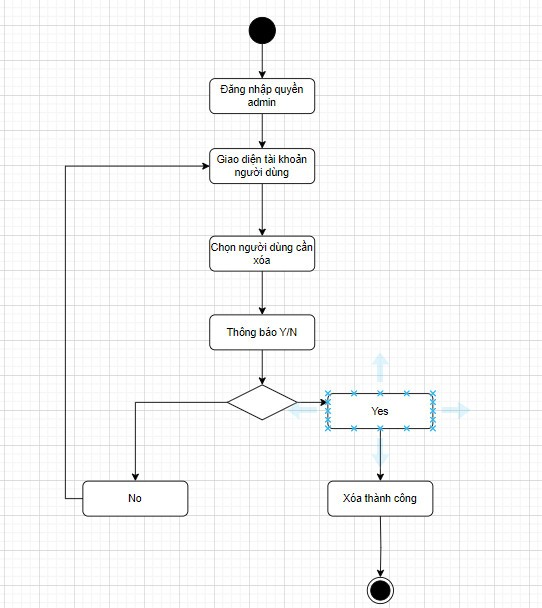 Đăng nhập quyền
admin
Giao diện tài khoản
người dùng
Chọn người dùng cần
xóa
Thông báo Y/N
Yes
No
Xóa thành công